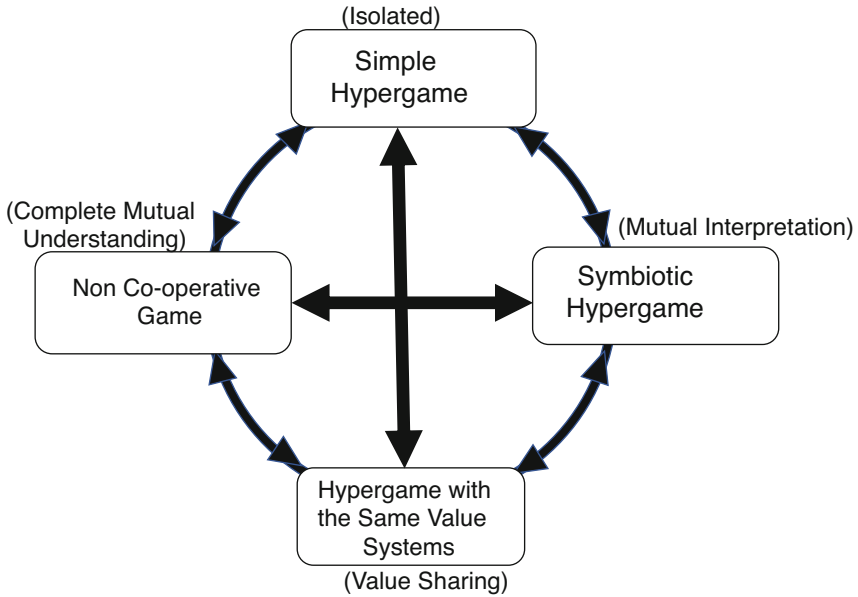 (Isolated)
Simple
Hypergame
(Complete Mutual
Understanding)
(Mutual Interpretation)
Non Co-operative
Game
Symbiotic
Hypergame
Hypergame with
the Same Value
Systems
(Value Sharing)